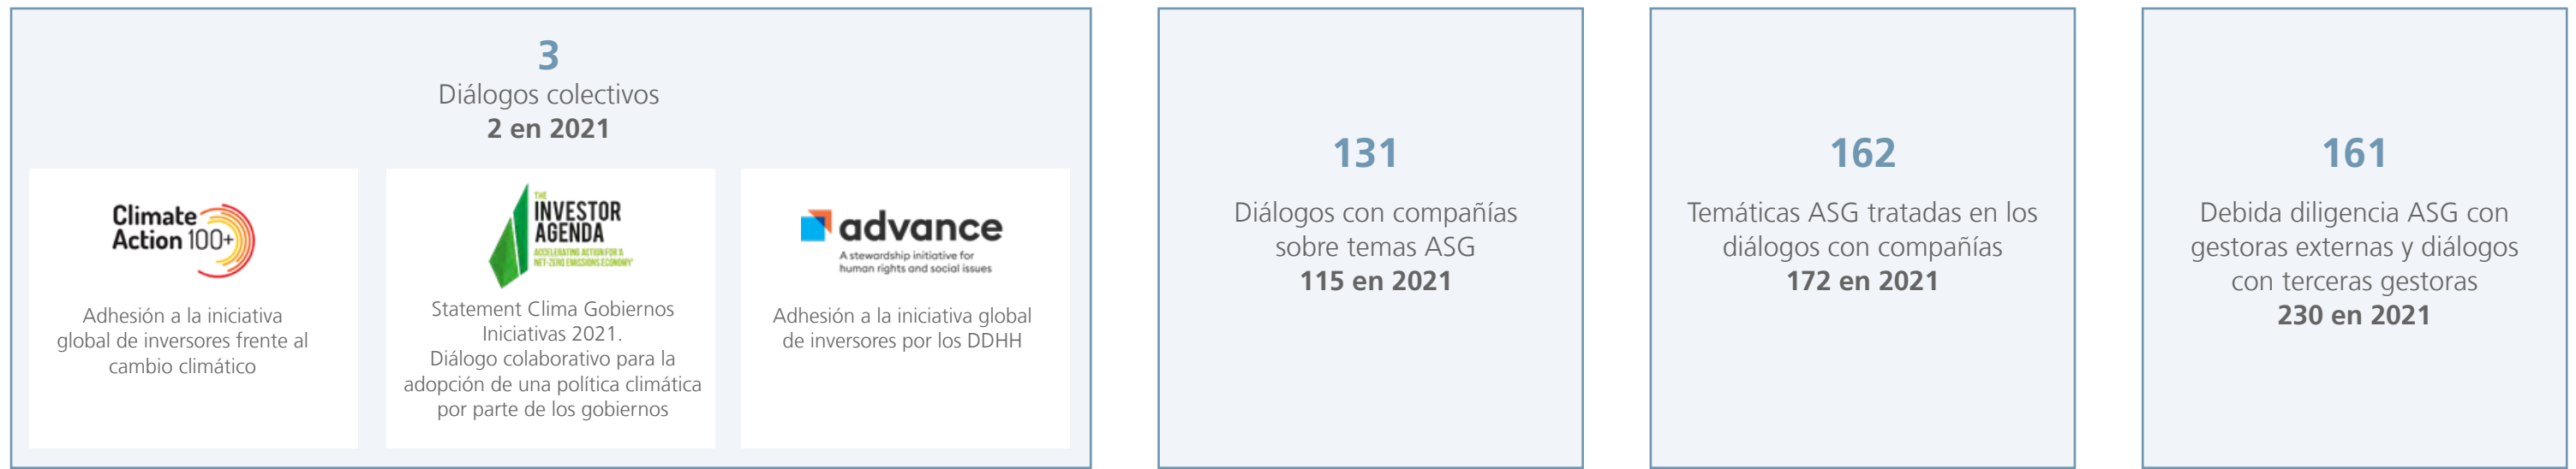 3
Diálogos colectivos
2 en 2021
Climate
Action 100+
Adhesión a la iniciativa
global de inversores frente al
cambio climático
THE
INVESTOR
AGENDA
ACCELERATING ACTION FOR A
NET-ZERO EMISSIONS ECONOMY
Statement Clima Gobiernos
Iniciativas 2021.
Diálogo colaborativo para la
adopción de una política climática
por parte de los gobiernos
advance
A stewardship initiative for
human rights and social issues
Adhesión a la iniciativa global
de inversores por los DDHH
131
Diálogos con compañías
sobre temas ASG
115 en 2021
162
Temáticas ASG tratadas en los
diálogos con compañías
172 en 2021
161
Debida diligencia ASG con
gestoras externas y diálogos
con terceras gestoras
230 en 2021